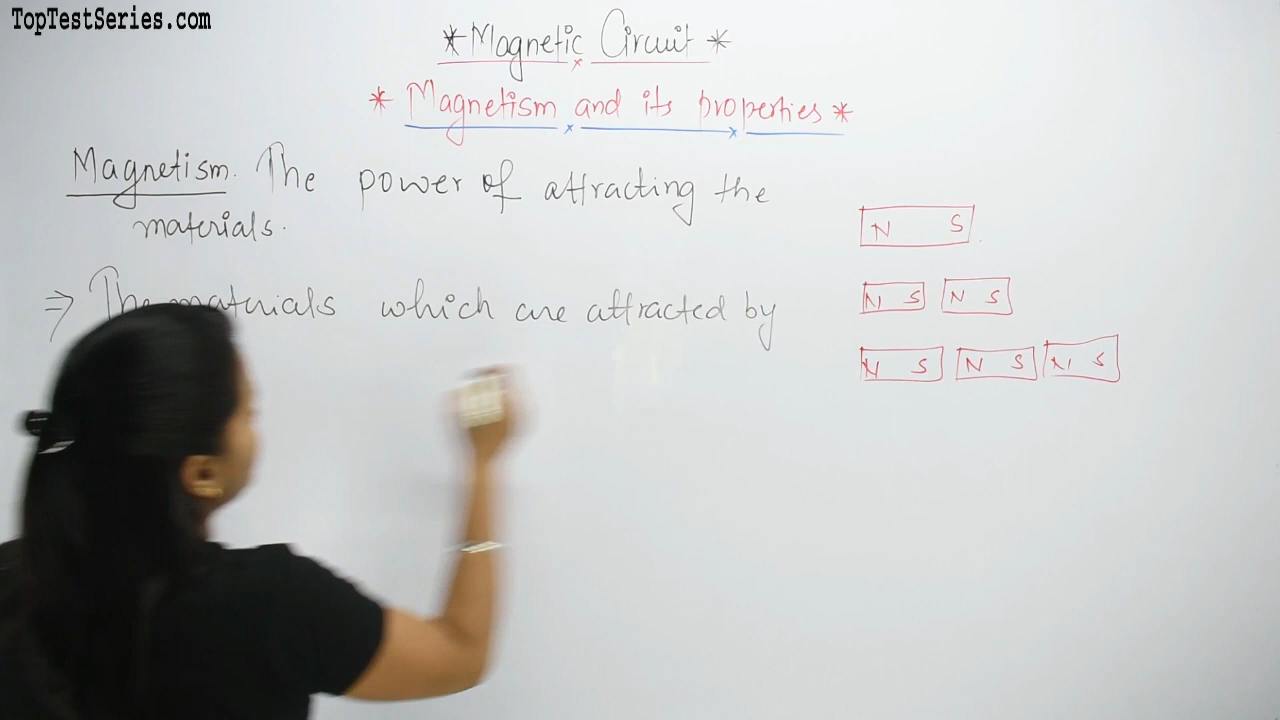 TopTestSeries.com
* Magnetic Circuit *
* Magnetism and its properties *
Magnetism. The power of attracting the
materials.
N S
⇒ The materials which are attracted by
N S N S
N S N S N S